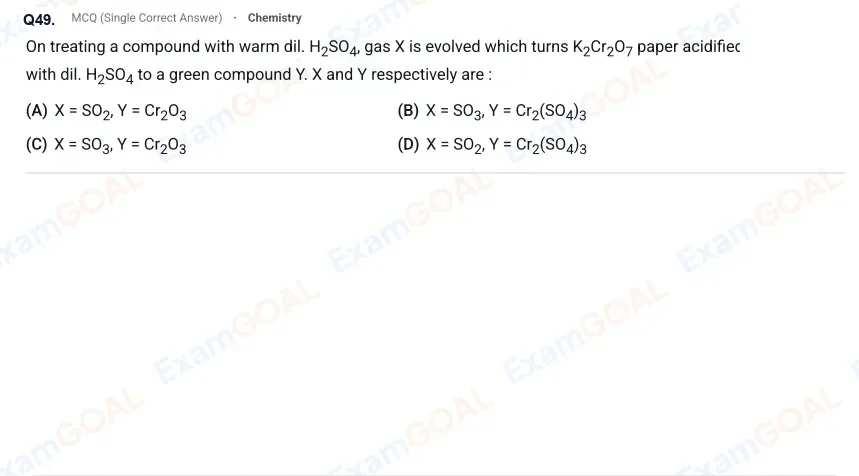 Q49. MCQ (Single Correct Answer) · Chemistry
On treating a compound with warm dil. H₂SO₄, gas X is evolved which turns K₂Cr₂O₇ paper acidified
with dil. H₂SO₄ to a green compound Y. X and Y respectively are :
(A) X = SO₂, Y = Cr₂O₃ (B) X = SO₃, Y = Cr₂(SO₄)₃
(C) X = SO₃, Y = Cr₂O₃ (D) X = SO₂, Y = Cr₂(SO₄)₃
ExamGOAL